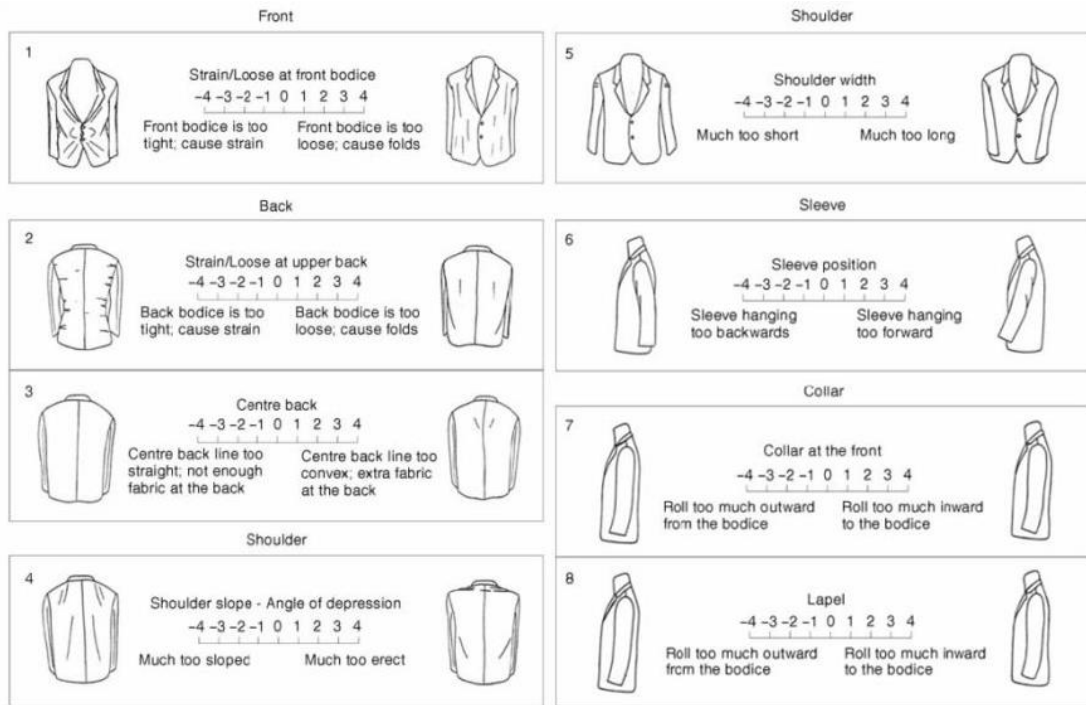 Front
1
Strain/Loose at front bodice
-4 -3 -2 -1 0 1 2 3 4
Front bodice is too
tight; cause strain
Front bodice is too
loose; cause folds
Back
2
Strain/Loose at upper back
-4 -3 -2 -1 0 1 2 3 4
Back bodice is too
tight; cause strain
Back bodice is too
loose; cause folds
3
Centre back
-4 -3 -2 -1 0 1 2 3 4
Centre back line too
straight; not enough
fabric at the back
Centre back line too
convex; extra fabric
at the back
Shoulder
4
Shoulder slope - Angle of depression
-4 -3 -2 -1 0 1 2 3 4
Much too sloped
Much too erect
Shoulder
5
Shoulder width
-4 -3 -2 -1 0 1 2 3 4
Much too short
Much too long
Sleeve
6
Sleeve position
-4 -3 -2 -1 0 1 2 3 4
Sleeve hanging
too backwards
Sleeve hanging
too forward
Collar
7
Collar at the front
-4 -3 -2 -1 0 1 2 3 4
Roll too much outward
from the bodice
Roll too much inward
to the bodice
8
Lapel
-4 -3 -2 -1 0 1 2 3 4
Roll too much outward
from the bodice
Roll too much inward
to the bodice